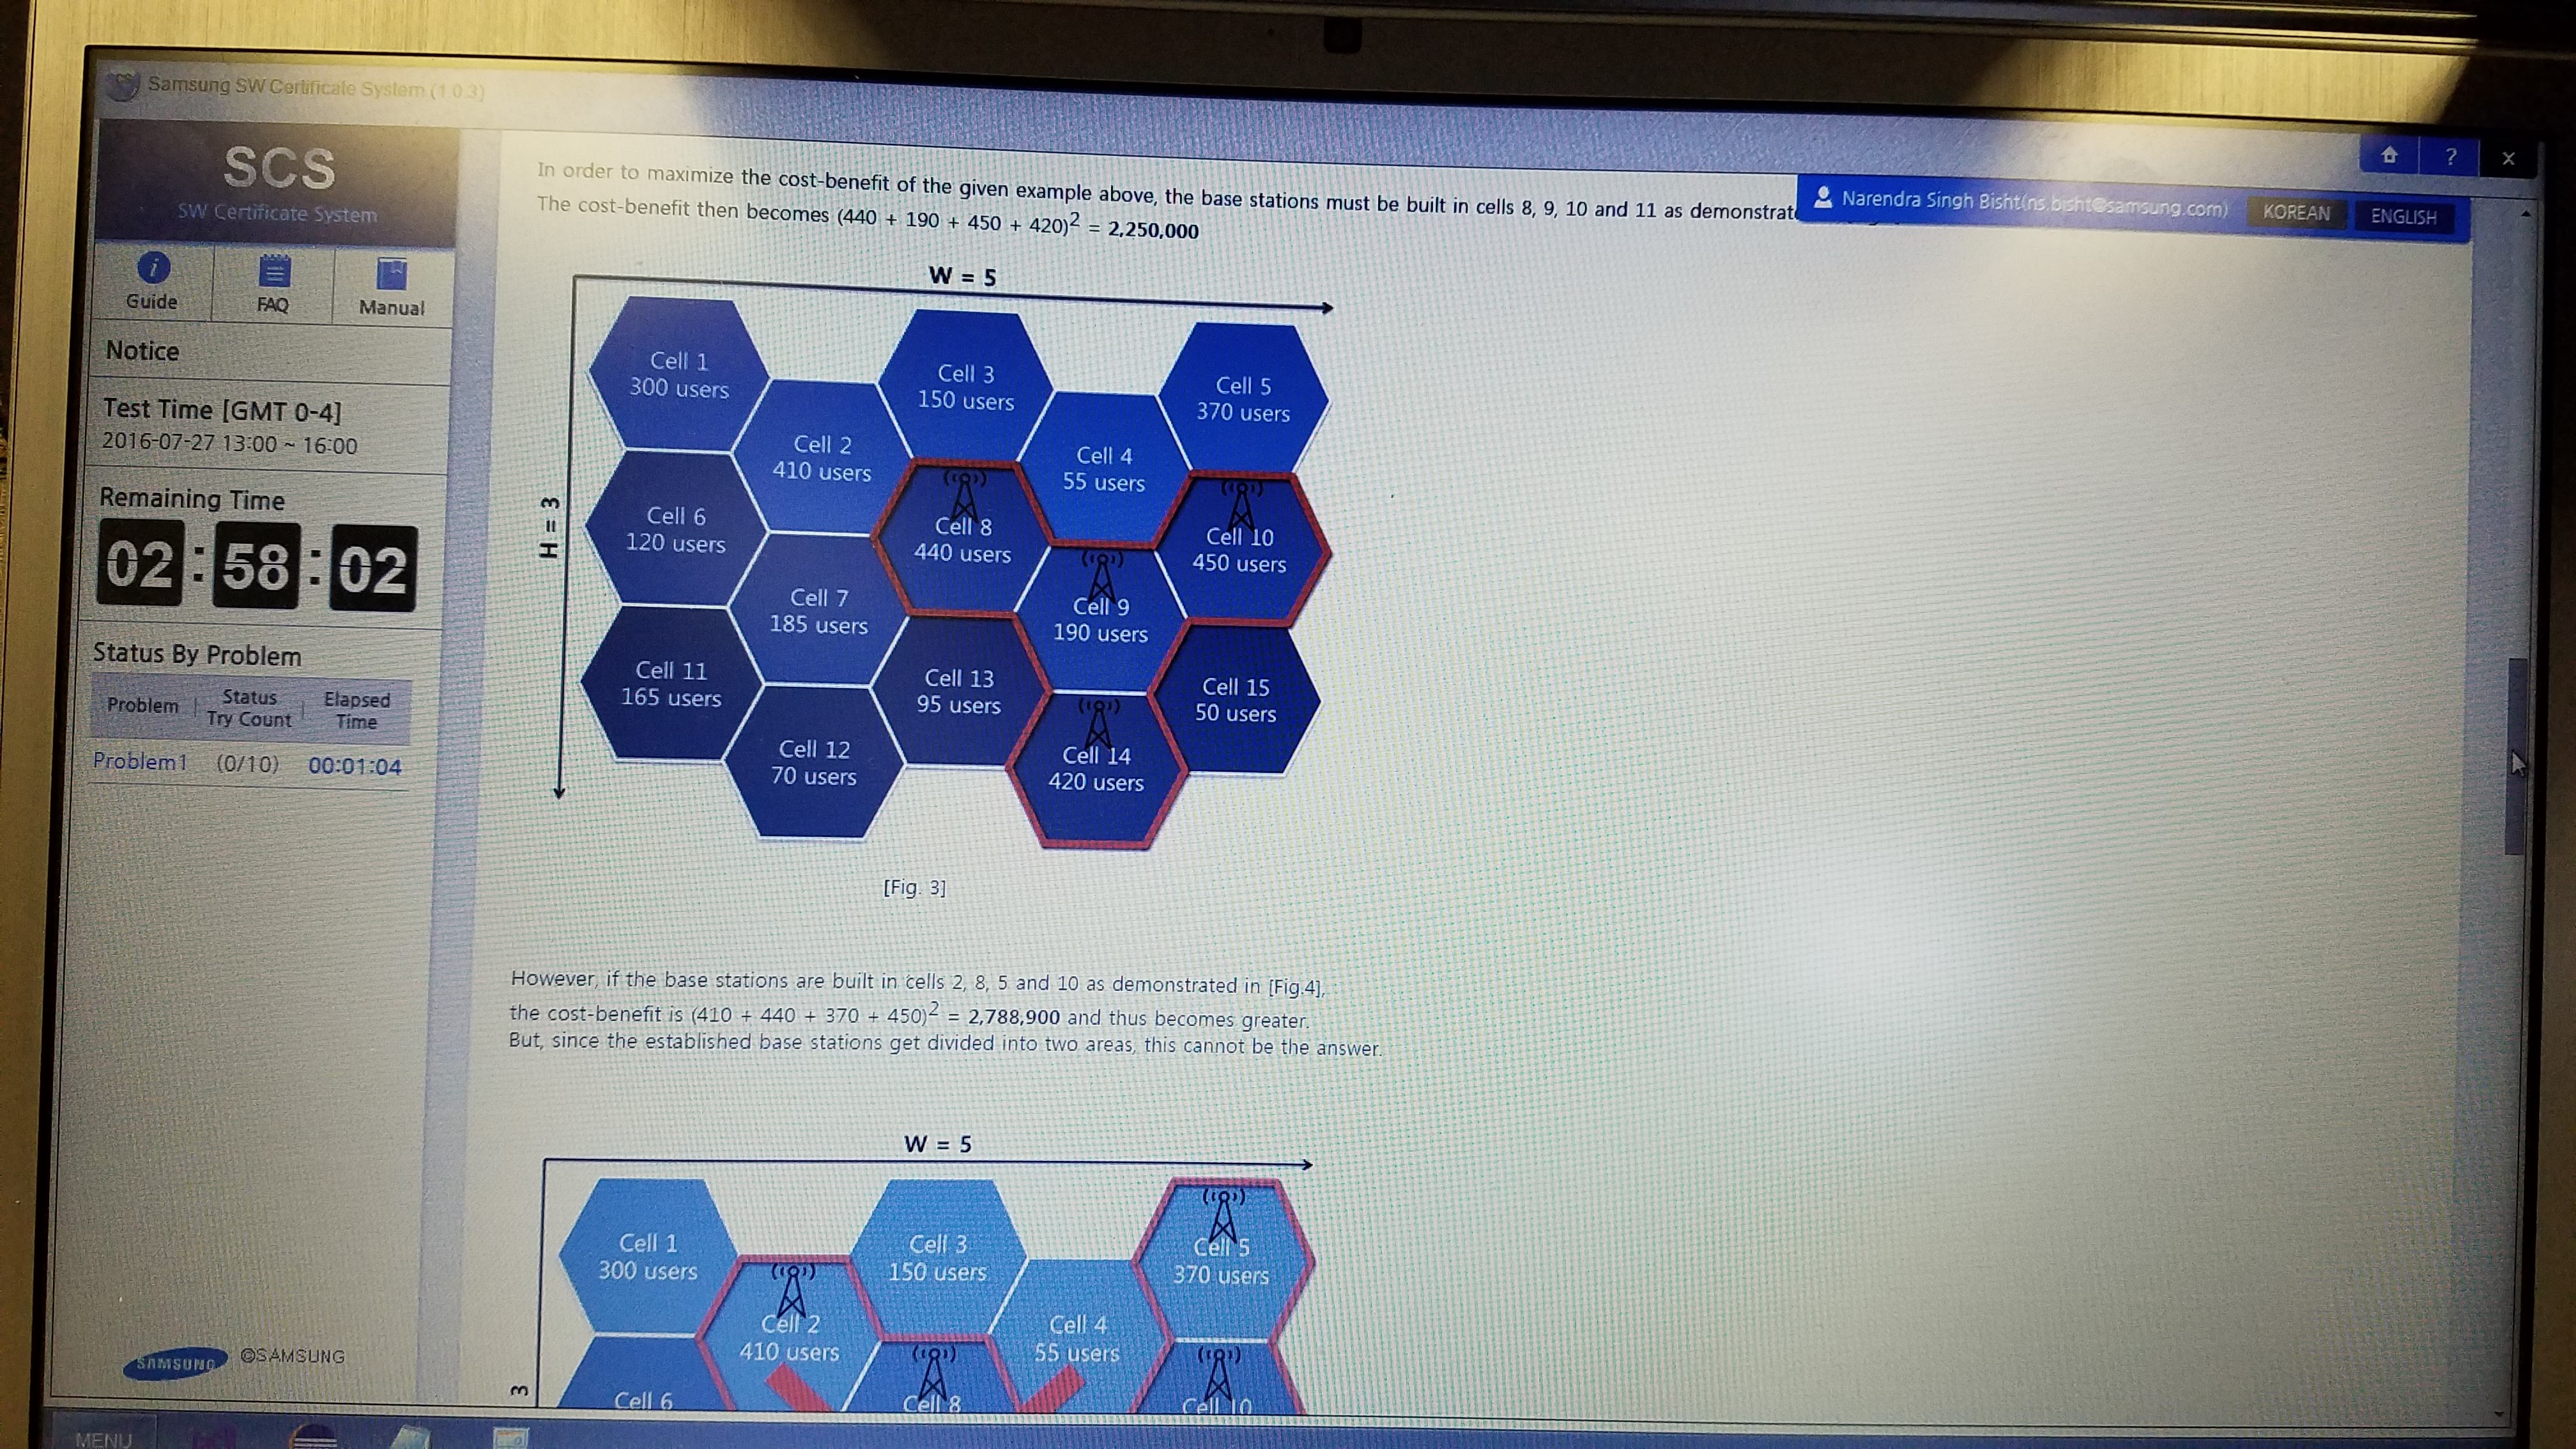 Samsung SW Certificate System (1.0.3)
SCS
SW Certificate System
Guide
FAQ
Manual
Notice
Test Time [GMT 0-4]
2016-07-27 13:00 ~ 16:00
Remaining Time
02 : 58 : 02
Status By Problem
Problem
Status
Try Count
Elapsed
Time
Problem1 (0/10) 00:01:04
SAMSUNG
©SAMSUNG
MENU
?
X
Narendra Singh Bisht(ns.bisht@samsung.com)
KOREAN
ENGLISH
In order to maximize the cost-benefit of the given example above, the base stations must be built in cells 8, 9, 10 and 11 as demonstrat
The cost-benefit then becomes (440 + 190 + 450 + 420)2 = 2,250,000
W = 5
H = 3
Cell 1
300 users
Cell 2
410 users
Cell 3
150 users
Cell 4
55 users
Cell 5
370 users
Cell 6
120 users
Cell 7
185 users
Cell 8
440 users
Cell 9
190 users
Cell 10
450 users
Cell 11
165 users
Cell 12
70 users
Cell 13
95 users
Cell 14
420 users
Cell 15
50 users
[Fig. 3]
However, if the base stations are built in cells 2, 8, 5 and 10 as demonstrated in [Fig.4],
the cost-benefit is (410 + 440 + 370 + 450)2 = 2,788,900 and thus becomes greater.
But, since the established base stations get divided into two areas, this cannot be the answer.
W = 5
3
Cell 1
300 users
Cell 2
410 users
Cell 3
150 users
Cell 4
55 users
Cell 5
370 users
Cell 6
Cell 8
Cell 10